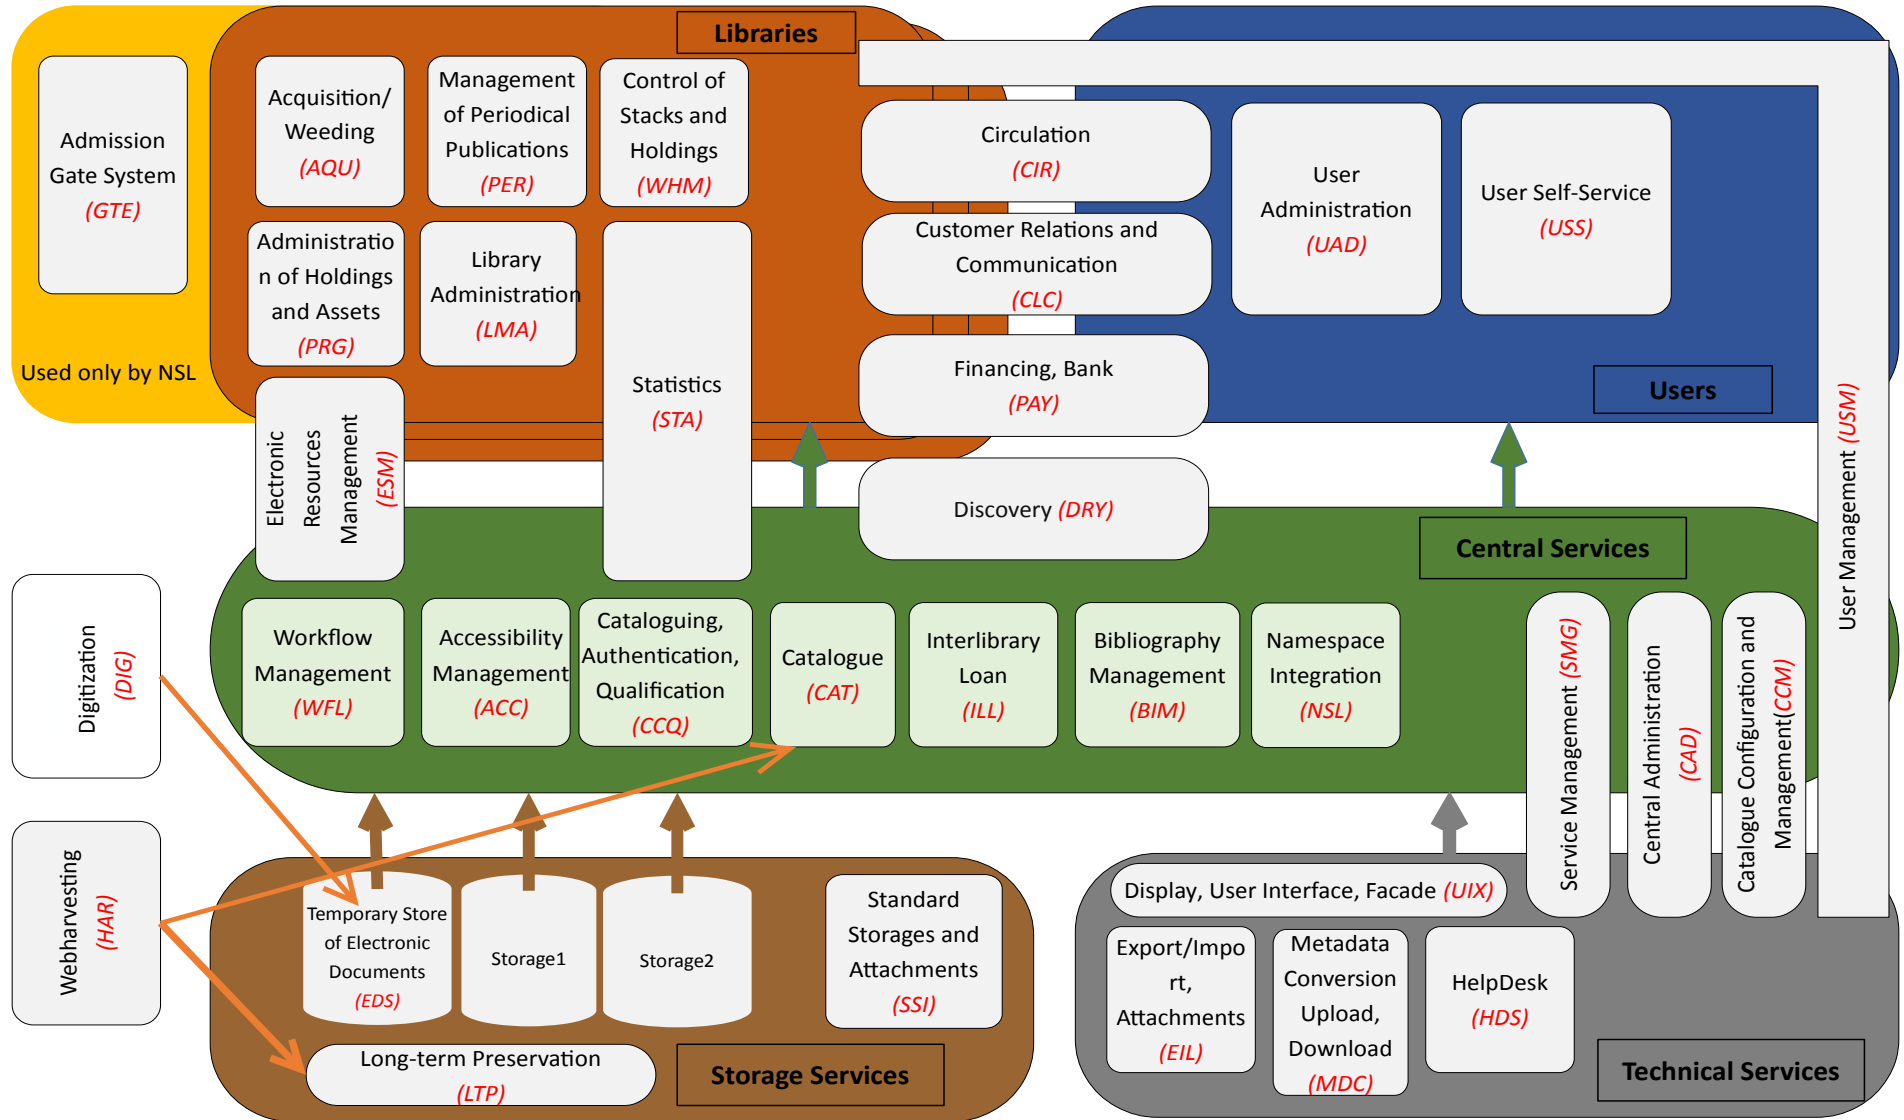 Libraries
Admission
Gate System
(GTE)
Used only by NSL
Acquisition/
Weeding
(AQU)
Management
of Periodical
Publications
(PER)
Control of
Stacks and
Holdings
(WHM)
Administratio
n of Holdings
and Assets
(PRG)
Library
Administration
(LMA)
Statistics
(STA)
Electronic
Resources
Management
(ESM)
Circulation
(CIR)
Customer Relations and
Communication
(CLC)
Financing, Bank
(PAY)
Discovery (DRY)
User
Administration
(UAD)
User Self-Service
(USS)
Users
User Management (USM)
Central Services
Workflow
Management
(WFL)
Accessibility
Management
(ACC)
Cataloguing,
Authentication,
Qualification
(CCQ)
Catalogue
(CAT)
Interlibrary
Loan
(ILL)
Bibliography
Management
(BIM)
Namespace
Integration
(NSL)
Service Management (SMG)
Central Administration
(CAD)
Catalogue Configuration and
Management(CCM)
Digitization
(DIG)
Webharvesting
(HAR)
Temporary Store
of Electronic
Documents
(EDS)
Storage1
Storage2
Standard
Storages and
Attachments
(SSI)
Long-term Preservation
(LTP)
Storage Services
Display, User Interface, Facade (UIX)
Export/Impo
rt,
Attachments
(EIL)
Metadata
Conversion
Upload,
Download
(MDC)
HelpDesk
(HDS)
Technical Services